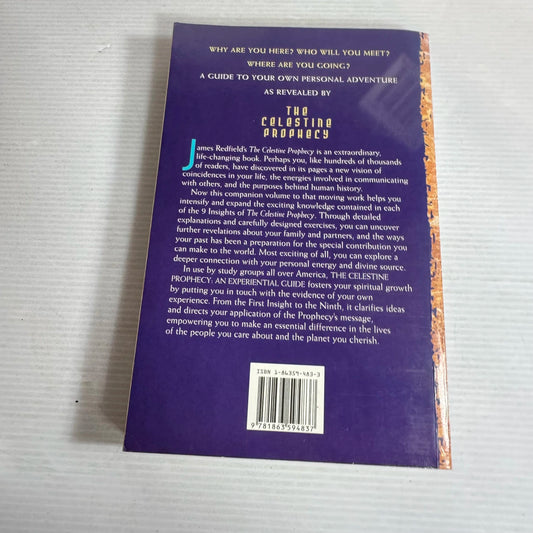 WHY ARE YOU HERE? WHO WILL YOU MEET?
WHERE ARE YOU GOING?
A GUIDE TO YOUR OWN PERSONAL ADVENTURE
AS REVEALED BY
THE
CELESTINE
PROPHECY
James Redfield's The Celestine Prophecy is an extraordinary,
life-changing book. Perhaps you, like hundreds of thousands
of readers, have discovered in its pages a new vision of
coincidences in your life, the energies involved in communicating
with others, and the purposes behind human history.
Now this companion volume to that moving work helps you
intensify and expand the exciting knowledge contained in each
of the 9 Insights of The Celestine Prophecy. Through detailed
explanations and carefully designed exercises, you can uncover
further revelations about your family and partners, and the ways
your past has been a preparation for the special contribution you
can make to the world. Most exciting of all, you can explore a
deeper connection with your personal energy and divine source.
In use by study groups all over America, THE CELESTINE
PROPHECY: AN EXPERIENTIAL GUIDE fosters your spiritual growth
by putting you in touch with the evidence of your own
experience. From the First Insight to the Ninth, it clarifies ideas
and directs your application of the Prophecy's message,
empowering you to make an essential difference in the lives
of the people you care about and the planet you cherish.
ISBN 1-86359-483-3
9 781863 594837